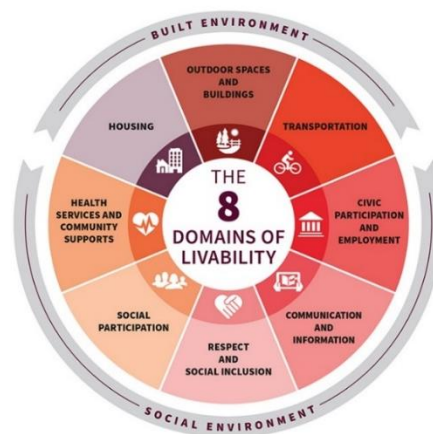 BUILT ENVIRONMENT
OUTDOOR SPACES
AND
BUILDINGS
TRANSPORTATION
CIVIC
PARTICIPATION
AND
EMPLOYMENT
COMMUNICATION
AND
INFORMATION
RESPECT
AND
SOCIAL INCLUSION
SOCIAL
PARTICIPATION
HEALTH
SERVICES AND
COMMUNITY
SUPPORTS
HOUSING
THE
8
DOMAINS OF
LIVABILITY
SOCIAL ENVIRONMENT